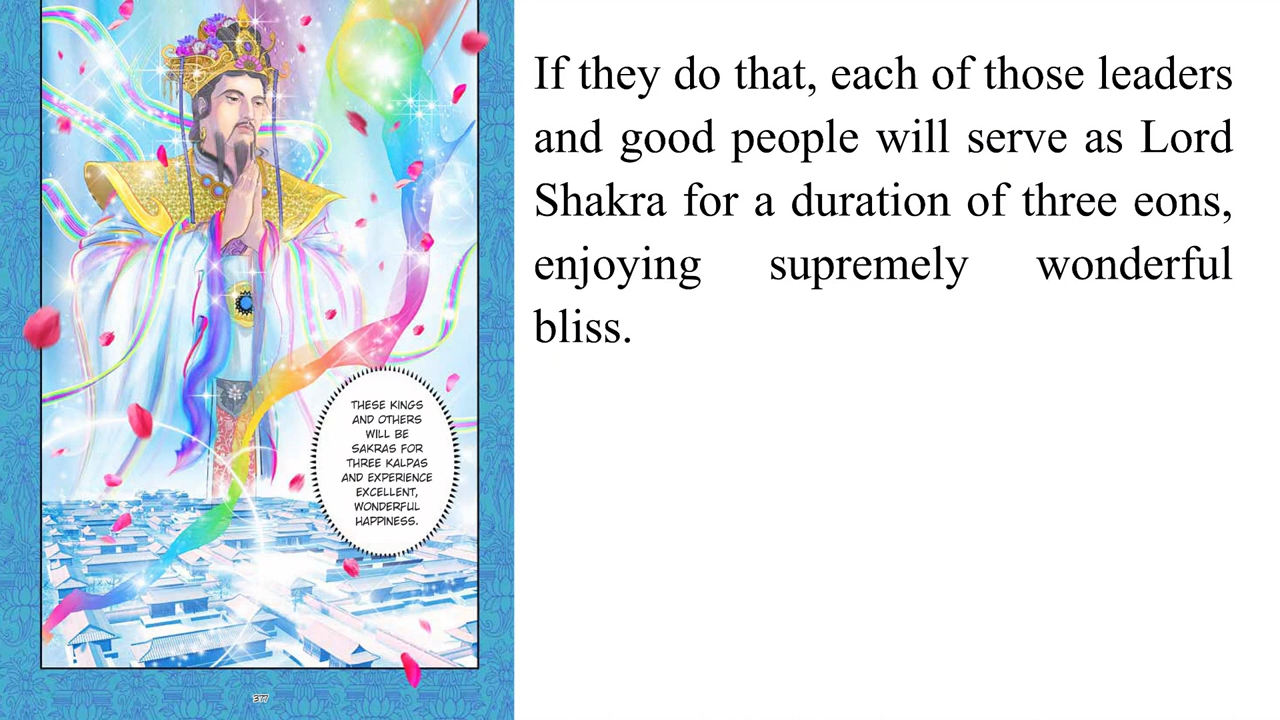 If they do that, each of those leaders
and good people will serve as Lord
Shakra for a duration of three eons,
enjoying supremely wonderful
bliss.
THESE KINGS
AND OTHERS
WILL BE
SAKRAS FOR
THREE KALPAS
AND EXPERIENCE
EXCELLENT,
WONDERFUL
HAPPINESS.
377